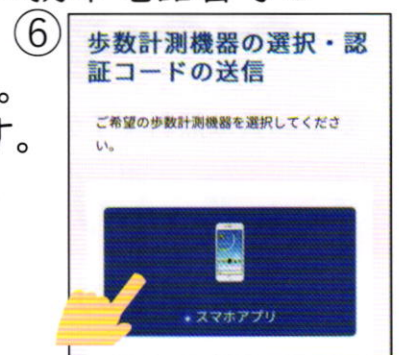 ⑥
歩数計測機器の選択・認
証コードの送信
。
す。
ご希望の歩数計測機器を選択してくださ
い。
スマホアプリ